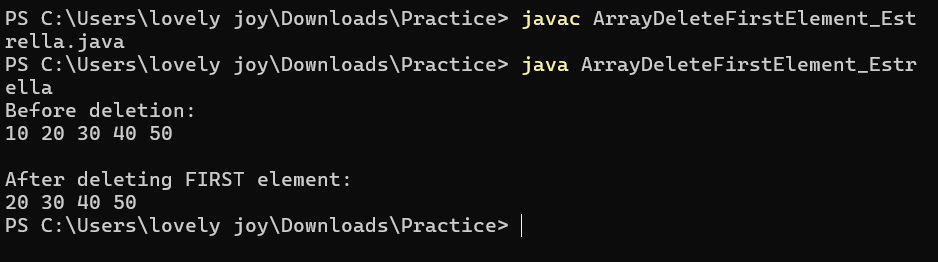 PS C:\Users\lovely joy\Downloads\Practice> javac ArrayDeleteFirstElement_Est
rella.java
PS C:\Users\lovely joy\Downloads\Practice> java ArrayDeleteFirstElement_Estr
ella
Before deletion:
10 20 30 40 50

After deleting FIRST element:
20 30 40 50
PS C:\Users\lovely joy\Downloads\Practice>